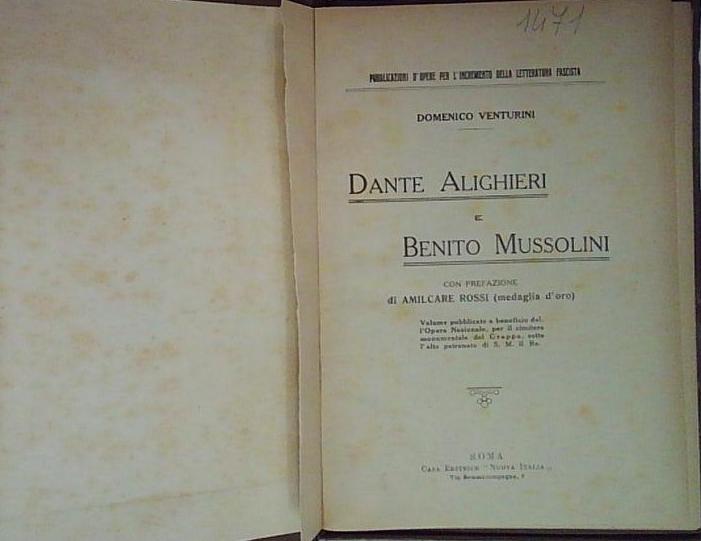 1471
PUBBLICAZIONI D'OPERE PER L'INCREMENTO DELLA LETTERATURA FASCISTA
DOMENICO VENTURINI
DANTE ALIGHIERI
E
BENITO MUSSOLINI
CON PREFAZIONE
di AMILCARE ROSSI (medaglia d'oro)
Volume pubblicato a beneficio del-
l'Opera Nazionale, per il cimitero
monumentale del Grappa, sotto
l'alto patronato di S. M. il Re.
ROMA
CASA EDITRICE "NUOVA ITALIA„
Via Boncompagne,